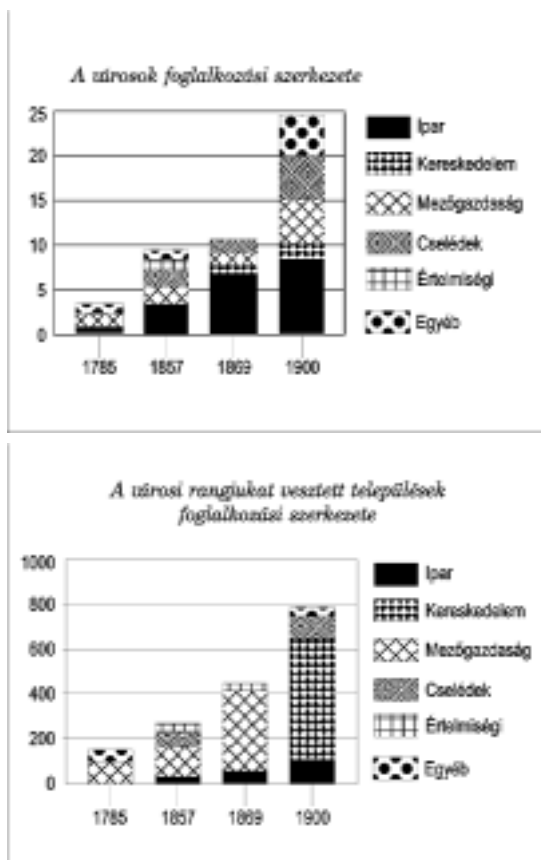 A városok foglalkozási szerkezete
25
20
15
10
5
0
1785 1857 1869 1900
Ipar
Kereskedelem
Mezőgazdaság
Cselédek
Értelmiségi
Egyéb
A városi rangjukat vesztett települések
foglalkozási szerkezete
1000
800
600
400
200
0
1785 1857 1869 1900
Ipar
Kereskedelem
Mezőgazdaság
Cselédek
Értelmiségi
Egyéb